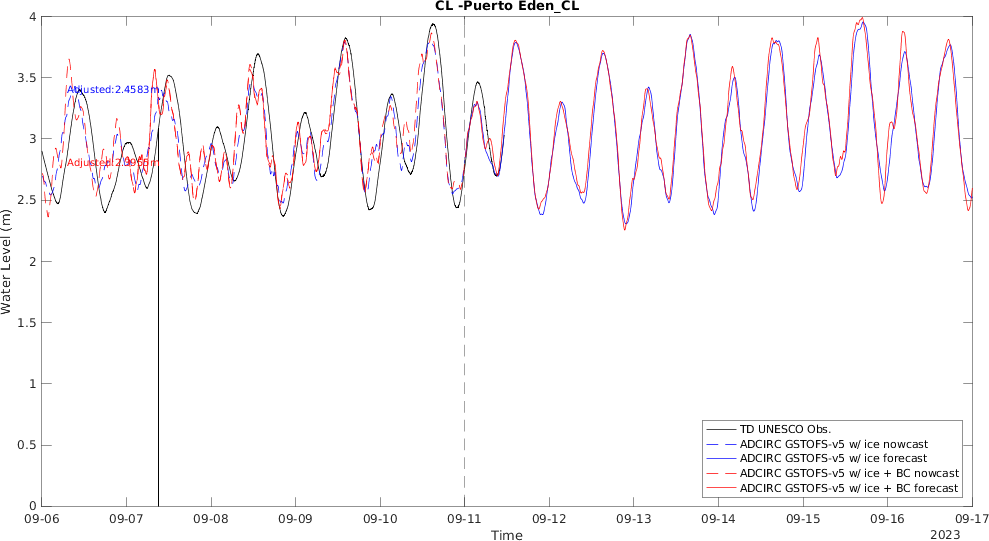 CL -Puerto Eden_CL
4
3.5
3
2.5
2
1.5
1
0.5
0
Water Level (m)
Adjusted:2.4583m
TD UNESCO Obs.
ADCIRC GSTOFS-v5 w/ ice nowcast
ADCIRC GSTOFS-v5 w/ ice forecast
ADCIRC GSTOFS-v5 w/ ice + BC nowcast
ADCIRC GSTOFS-v5 w/ ice + BC forecast
09-06 09-07 09-08 09-09 09-10 09-11 09-12 09-13 09-14 09-15 09-16 09-17
Time
2023